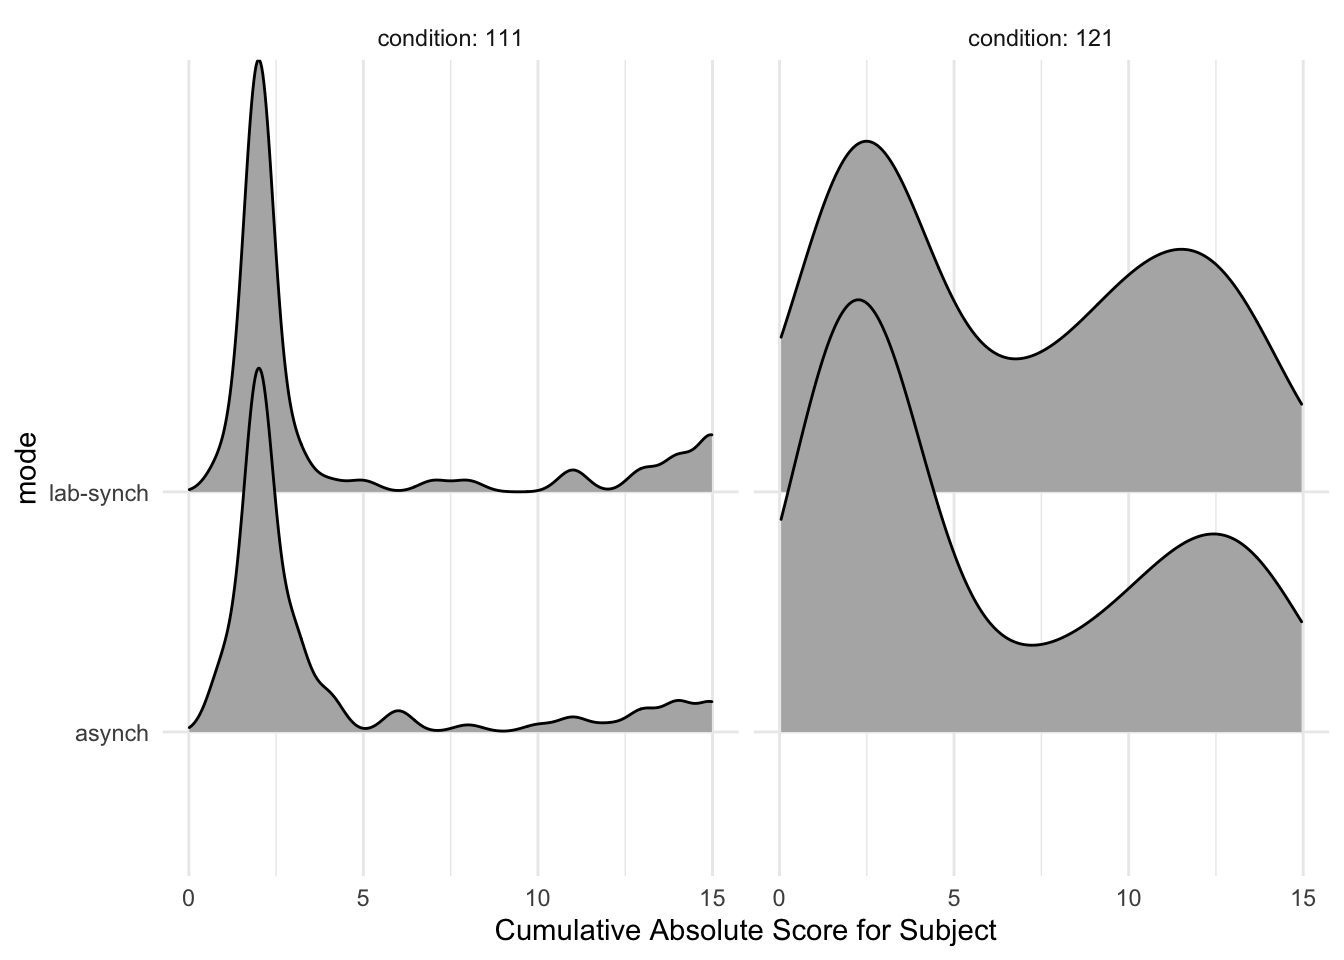 condition: 111
condition: 121
mode
lab-synch
asynch
0 5 10 15 0 5 10 15
Cumulative Absolute Score for Subject